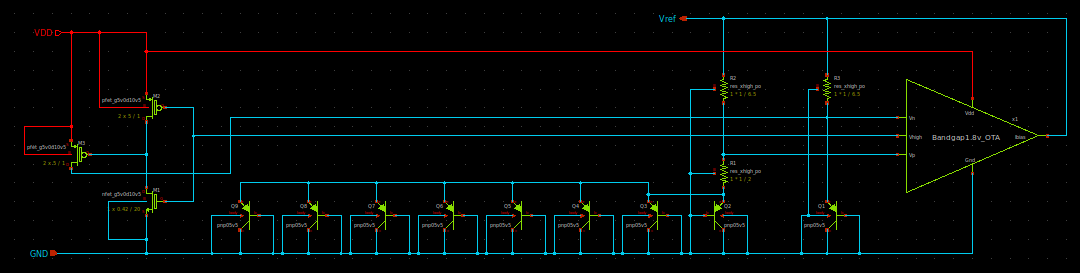 Vref
VDD
R2
res_xhigh_po
1 * 1 / 6.5
R3
res_xhigh_po
1 * 1 / 6.5
M2
pfet_g5v0d10v5
2 x 5 / 1
Vdd
x1
Vn
Vhigh
Bandgap1.8v_OTA
Ibias
Vp
Gnd
M3
pfet_g5v0d10v5
2 x.5 / 1
R1
res_xhigh_po
1 * 1 / 2
M1
nfet_g5v0d10v5
x 0.42 / 20
Q9
Q8
Q7
Q6
Q5
Q4
Q3
Q2
Q1
pnp05v5
pnp05v5
pnp05v5
pnp05v5
pnp05v5
pnp05v5
pnp05v5
pnp05v5
pnp05v5
GND